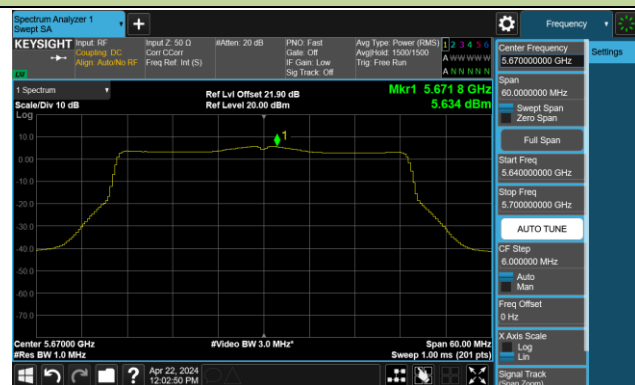 Spectrum Analyzer 1
Swept SA
Frequency
KEYSIGHT
Input: RF
Coupling: DC
Align: Auto/No RF
Input Z: 50 Ω
Corr CCorr
Freq Ref: Int (S)
#Atten: 20 dB
PNO: Fast
Gate: Off
IF Gain: Low
Sig Track: Off
Avg Type: Power (RMS)
Avg|Hold: 1500/1500
Trig: Free Run
1 2 3 4 5 6
A W W W W W
A N N N N N
LW
1 Spectrum
Scale/Div 10 dB
Log
Ref Lvl Offset 21.90 dB
Ref Level 20.00 dBm
Mkr1 5.671 8 GHz
5.634 dBm
1
10.0
0.00
-10.0
-20.0
-30.0
-40.0
-50.0
-60.0
-70.0
Center 5.67000 GHz
#Res BW 1.0 MHz
#Video BW 3.0 MHz*
Span 60.00 MHz
Sweep 1.00 ms (201 pts)
Apr 22, 2024
12:02:50 PM
Center Frequency
5.670000000 GHz
Settings
Span
60.0000000 MHz
Swept Span
Zero Span
Full Span
Start Freq
5.640000000 GHz
Stop Freq
5.700000000 GHz
AUTO TUNE
CF Step
6.000000 MHz
Auto
Man
Freq Offset
0 Hz
X Axis Scale
Log
Lin
Signal Track
(Span Zoom)